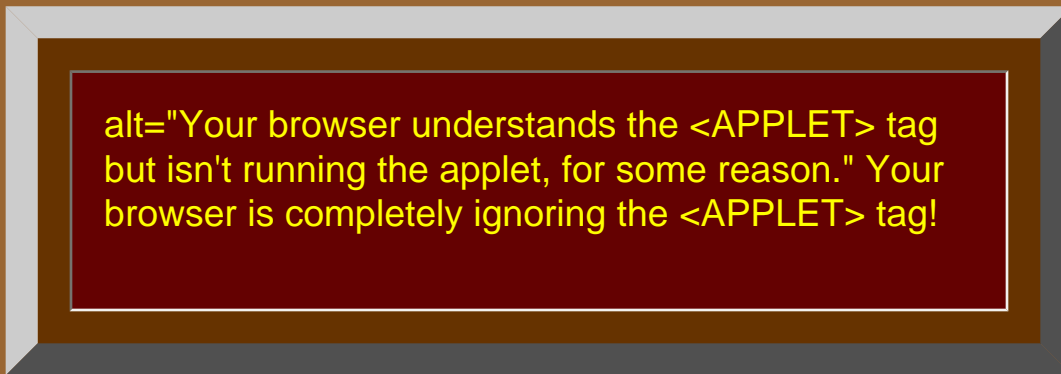 alt="Your browser understands the <APPLET> tag
but isn't running the applet, for some reason." Your
browser is completely ignoring the <APPLET> tag!